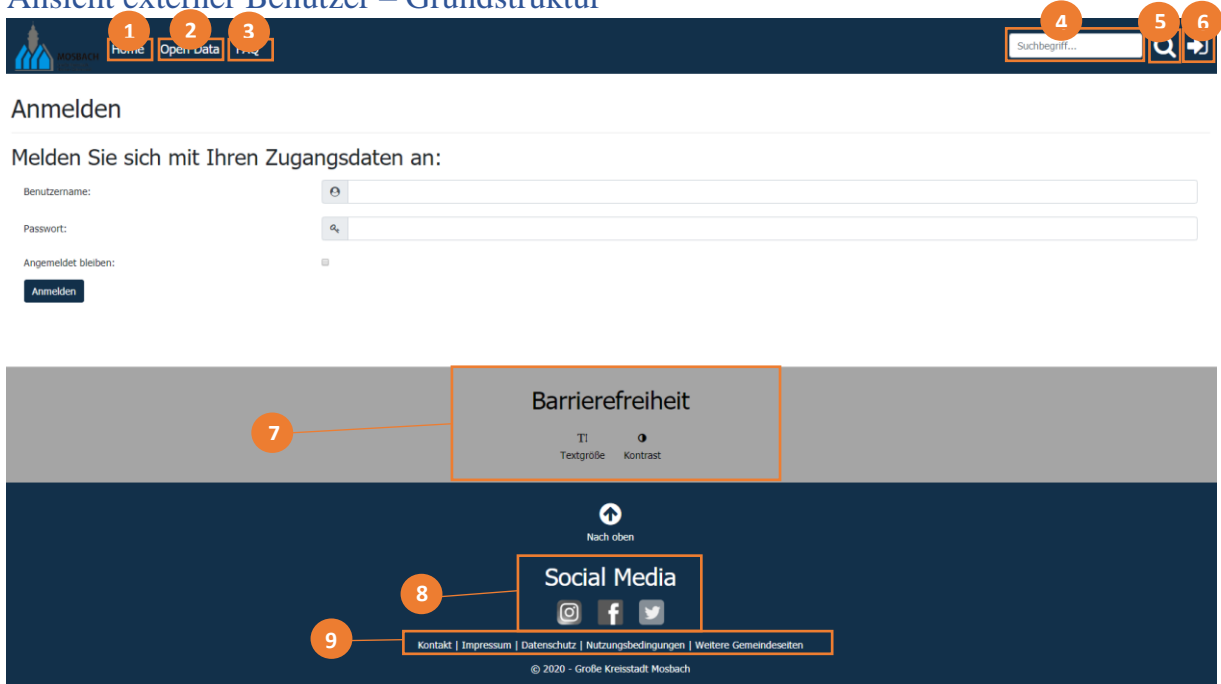 Ansicht externer Benutzer – Grundstruktur
1 2 3 4 5 6
MOSBACH Home Open Data FAQ Suchbegriff...
Anmelden
Melden Sie sich mit Ihren Zugangsdaten an:
Benutzername:
Passwort:
Angemeldet bleiben:
Anmelden
Barrierefreiheit
7
Textgröße Kontrast
Nach oben
Social Media
8
9
Kontakt | Impressum | Datenschutz | Nutzungsbedingungen | Weitere Gemeindeseiten
© 2020 - Große Kreisstadt Mosbach